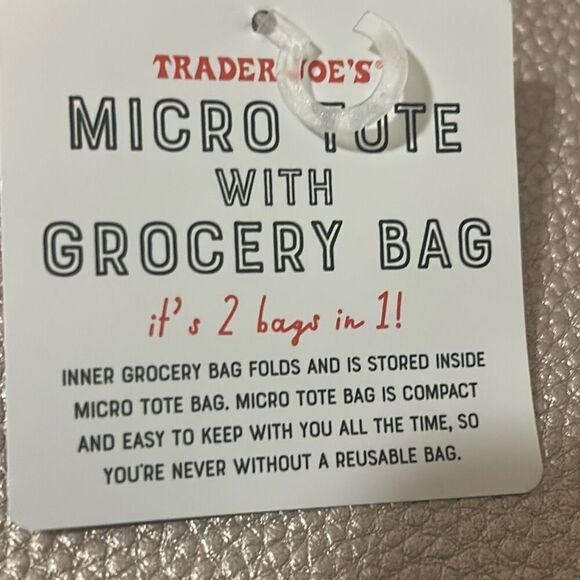 TRADER JOE'S®
MICRO TOTE
WITH
GROCERY BAG
it's 2 bags in 1!
INNER GROCERY BAG FOLDS AND IS STORED INSIDE
MICRO TOTE BAG. MICRO TOTE BAG IS COMPACT
AND EASY TO KEEP WITH YOU ALL THE TIME, SO
YOU'RE NEVER WITHOUT A REUSABLE BAG.